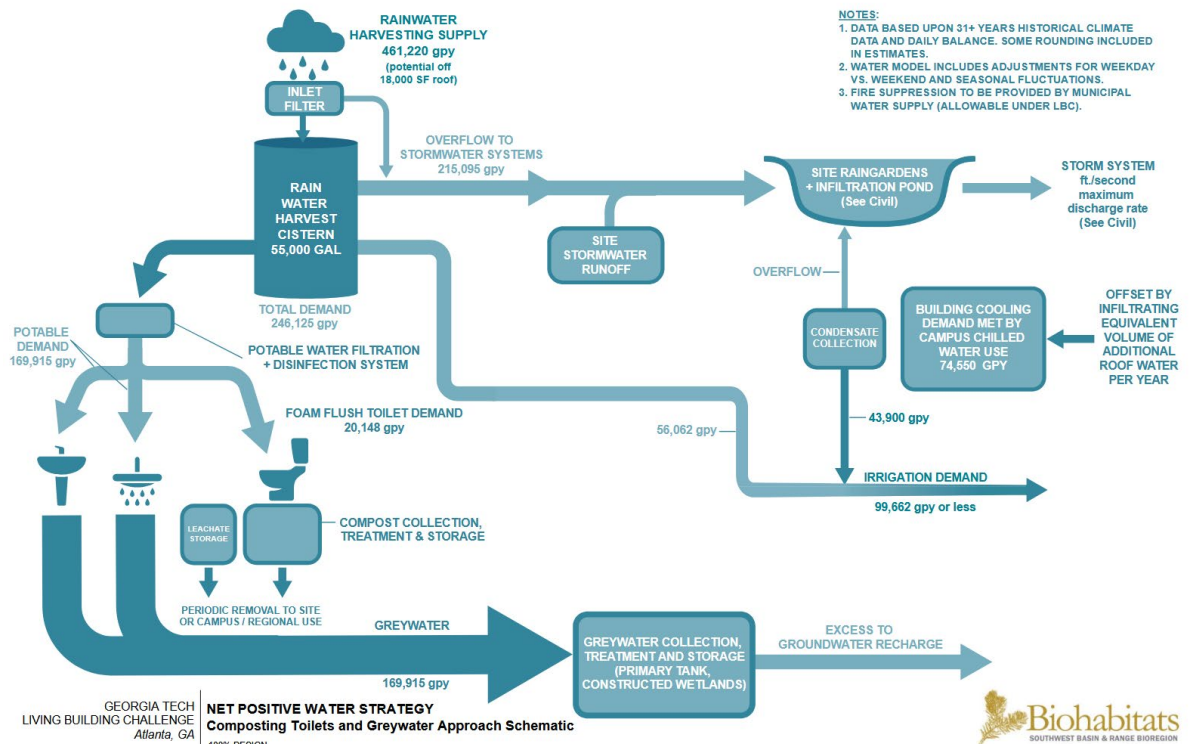 RAINWATER
HARVESTING SUPPLY
461,220 gpy
(potential off
18,000 SF roof)
NOTES:
1. DATA BASED UPON 31+ YEARS HISTORICAL CLIMATE
DATA AND DAILY BALANCE. SOME ROUNDING INCLUDED
IN ESTIMATES.
2. WATER MODEL INCLUDES ADJUSTMENTS FOR WEEKDAY
VS. WEEKEND AND SEASONAL FLUCTUATIONS.
3. FIRE SUPPRESSION TO BE PROVIDED BY MUNICIPAL
WATER SUPPLY (ALLOWABLE UNDER LBC).
INLET
FILTER
OVERFLOW TO
STORMWATER SYSTEMS
215,095 gpy
RAIN
WATER
HARVEST
CISTERN
55,000 GAL
SITE RAINGARDENS
+ INFILTRATION POND
(See Civil)
STORM SYSTEM
ft./second
maximum
discharge rate
(See Civil)
SITE
STORMWATER
RUNOFF
OVERFLOW
TOTAL DEMAND
246,125 gpy
CONDENSATE
COLLECTION
BUILDING COOLING
DEMAND MET BY
CAMPUS CHILLED
WATER USE
74,550 GPY
OFFSET BY
INFILTRATING
EQUIVALENT
VOLUME OF
ADDITIONAL
ROOF WATER
PER YEAR
POTABLE
DEMAND
169,915 gpy
POTABLE WATER FILTRATION
+ DISINFECTION SYSTEM
FOAM FLUSH TOILET DEMAND
20,148 gpy
56,062 gpy
43,900 gpy
IRRIGATION DEMAND
99,662 gpy or less
LEACHATE
STORAGE
COMPOST COLLECTION,
TREATMENT & STORAGE
PERIODIC REMOVAL TO SITE
OR CAMPUS / REGIONAL USE
GREYWATER
169,915 gpy
GREYWATER COLLECTION,
TREATMENT AND STORAGE
(PRIMARY TANK,
CONSTRUCTED WETLANDS)
EXCESS TO
GROUNDWATER RECHARGE
GEORGIA TECH
LIVING BUILDING CHALLENGE
Atlanta, GA
NET POSITIVE WATER STRATEGY
Composting Toilets and Greywater Approach Schematic
Biohabitats
SOUTHWEST BASIN & RANGE BIOREGION